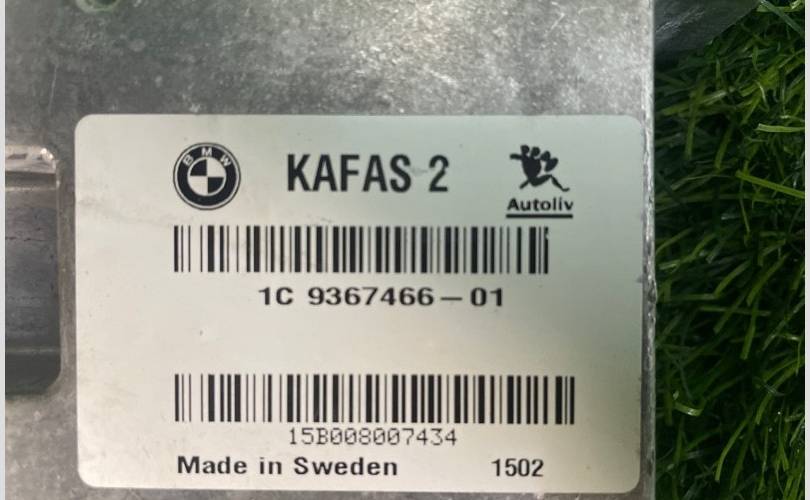 BMW
KAFAS 2
Autoliv
1C 9367466-01
15B008007434
Made in Sweden 1502